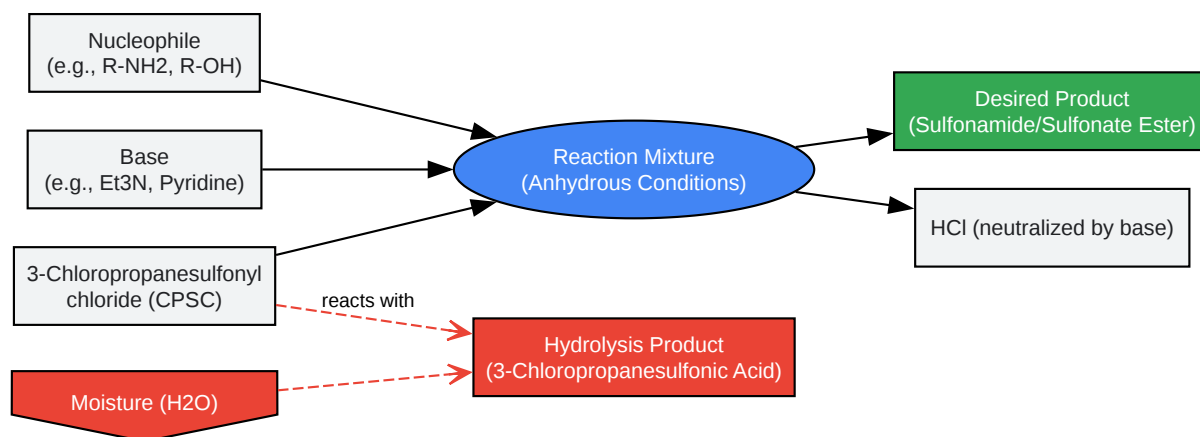 Nucleophile
(e.g., R-NH2, R-OH)
Base
(e.g., Et3N, Pyridine)
3-Chloropropanesulfonyl
chloride (CPSC)
Moisture (H2O)
reacts with
Reaction Mixture
(Anhydrous Conditions)
Hydrolysis Product
(3-Chloropropanesulfonic Acid)
Desired Product
(Sulfonamide/Sulfonate Ester)
HCl (neutralized by base)